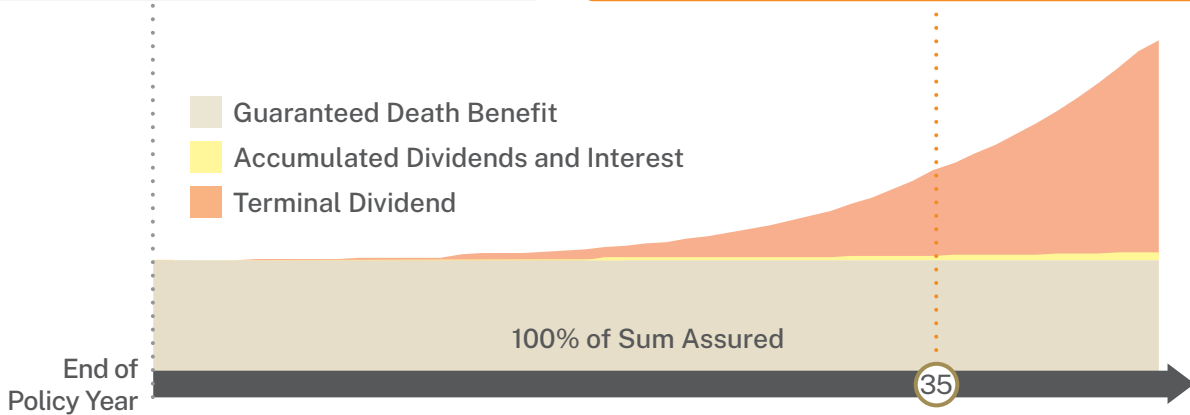 Guaranteed Death Benefit
Accumulated Dividends and Interest
Terminal Dividend
100% of Sum Assured
End of
Policy Year
35